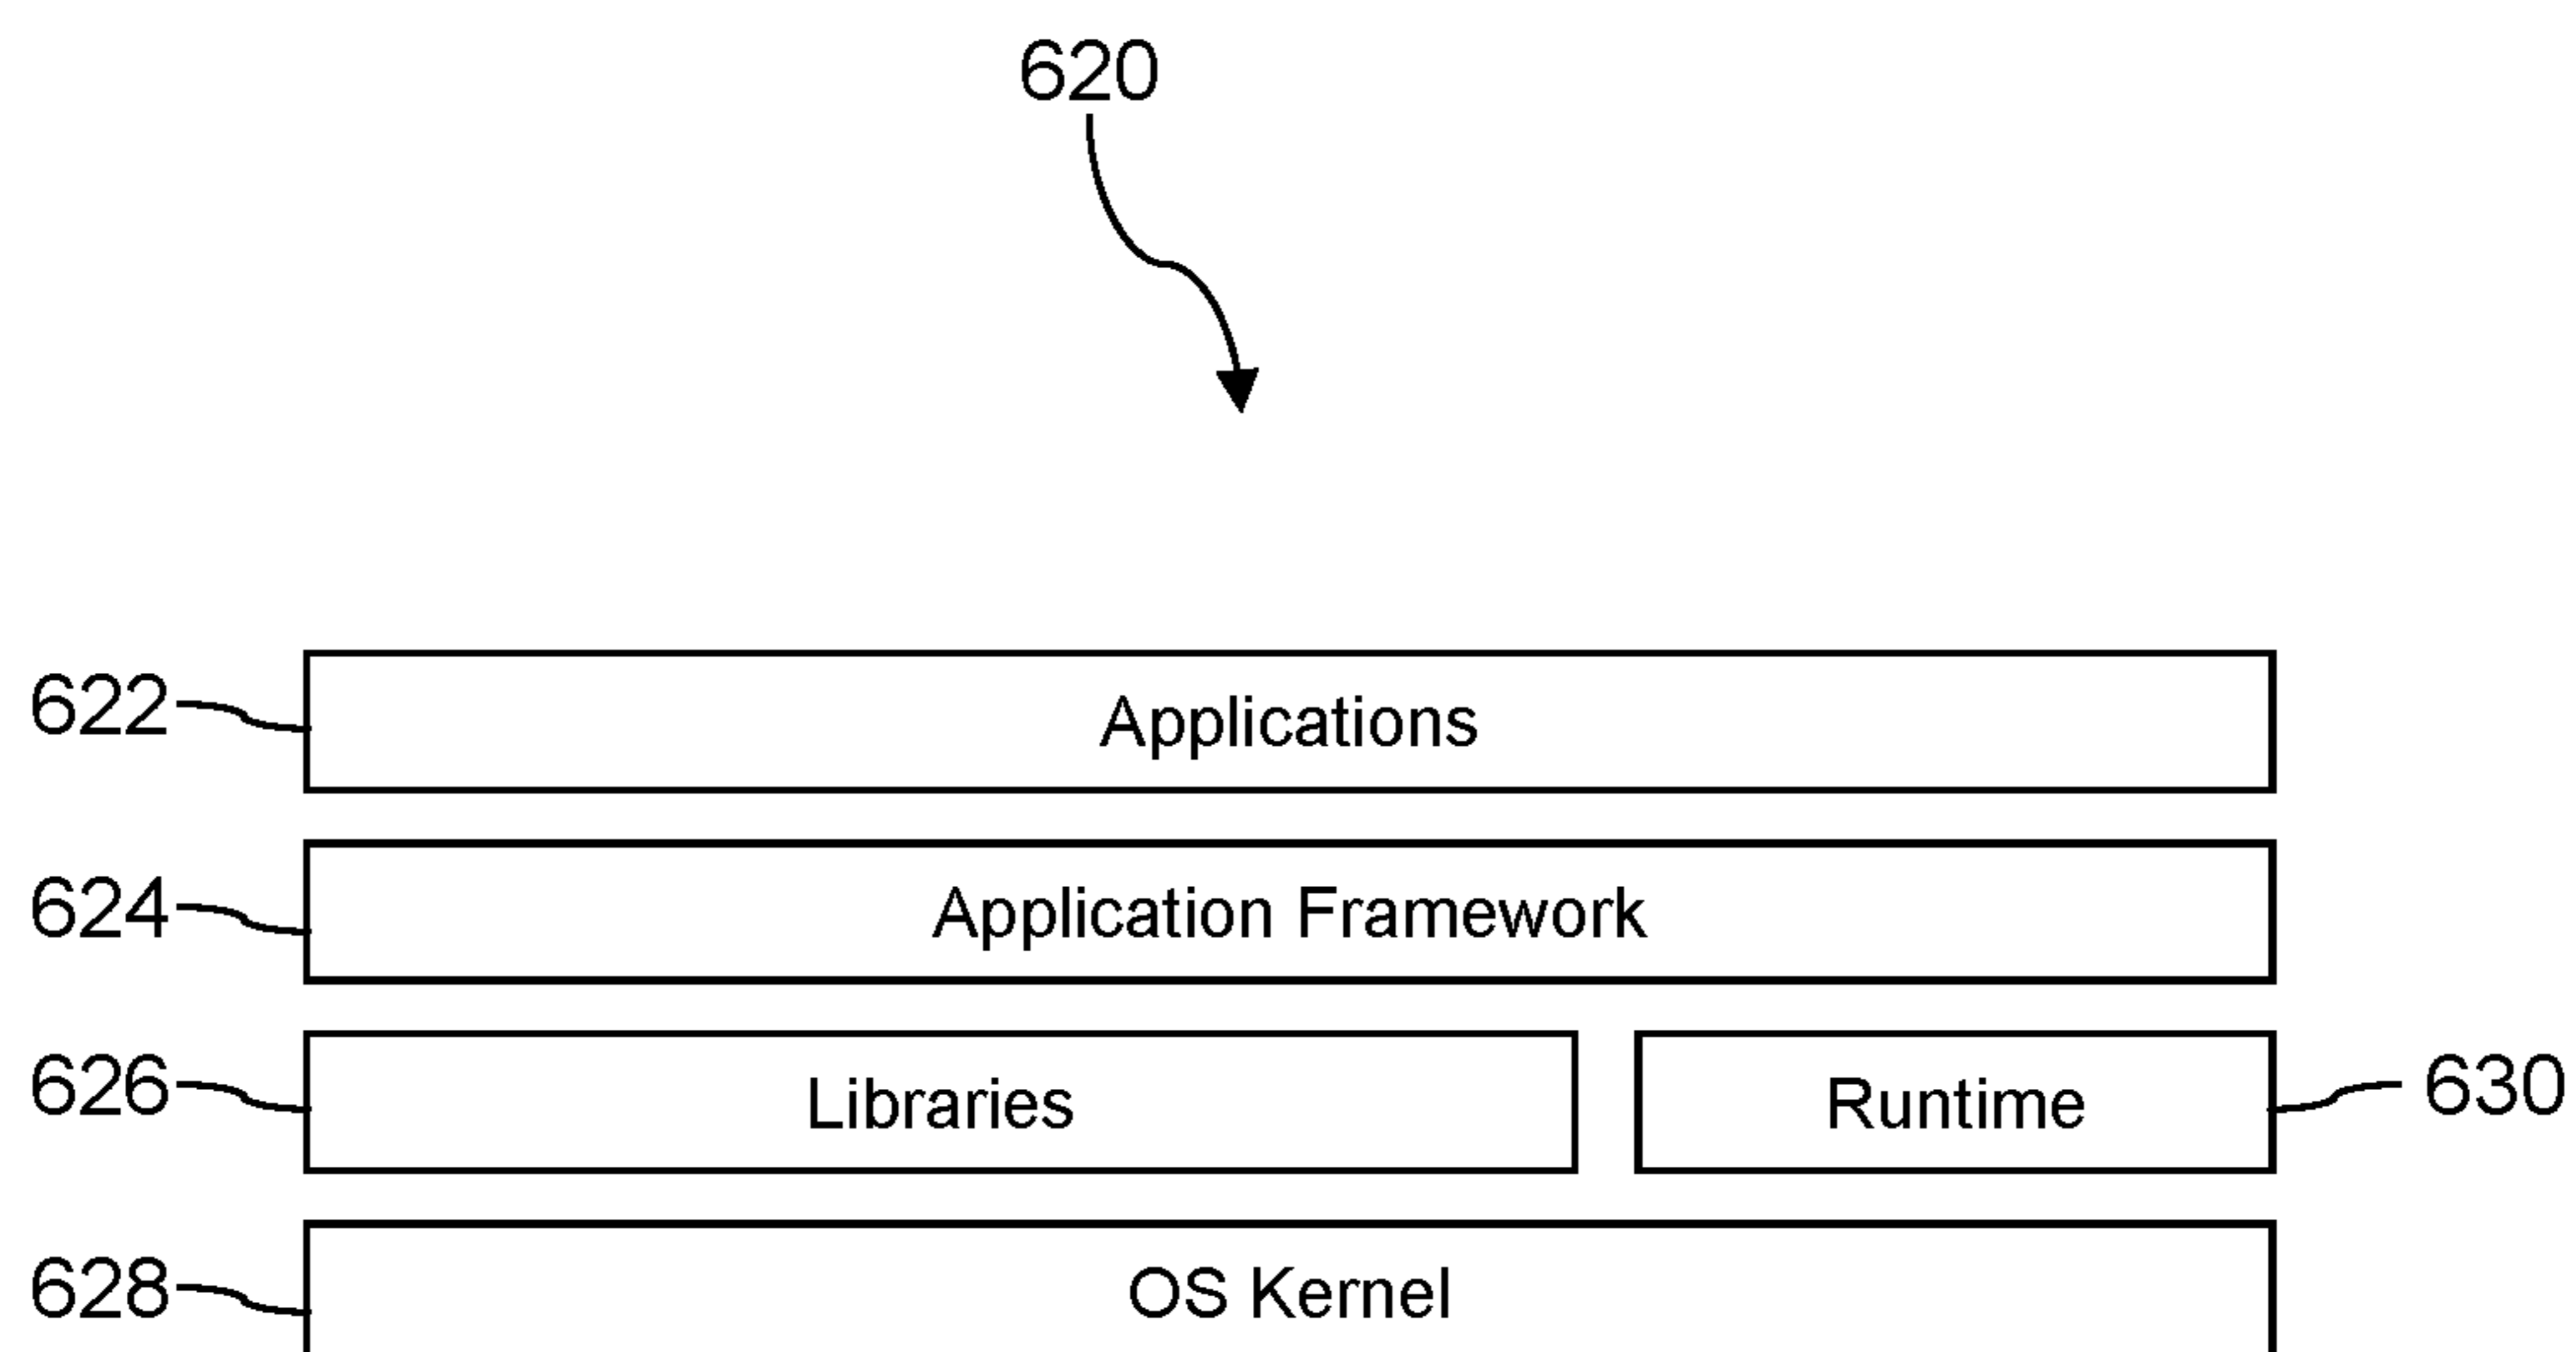 620
622 Applications
624 Application Framework
626 Libraries Runtime 630
628 OS Kernel